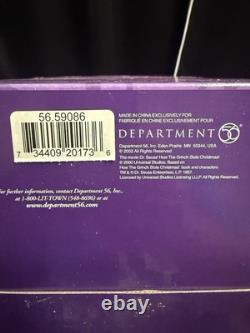 56.59086
7 34409 20173 6
MADE IN CHINA EXCLUSIVELY FOR
FABRIQUÉ EN CHINE EXCLUSIVEMENT POUR
DEPARTMENT 56
Department 56, Inc. Eden Prairie MN 55344, USA
© 2002 All Rights Reserved
The movie Dr. Seuss' How The Grinch Stole Christmas!
© 2000 Universal Studios.
Dr. Seuss' How The Grinch Stole Christmas! book and characters
TM & © Dr. Seuss Enterprises, L.P. 1957.
Licensed by Universal Studios Licensing LLLP. All Rights Reserved.
For further information, contact Department 56, Inc.,
at 1-800-LIT-TOWN (548-8696) or
www.department56.com
ebay